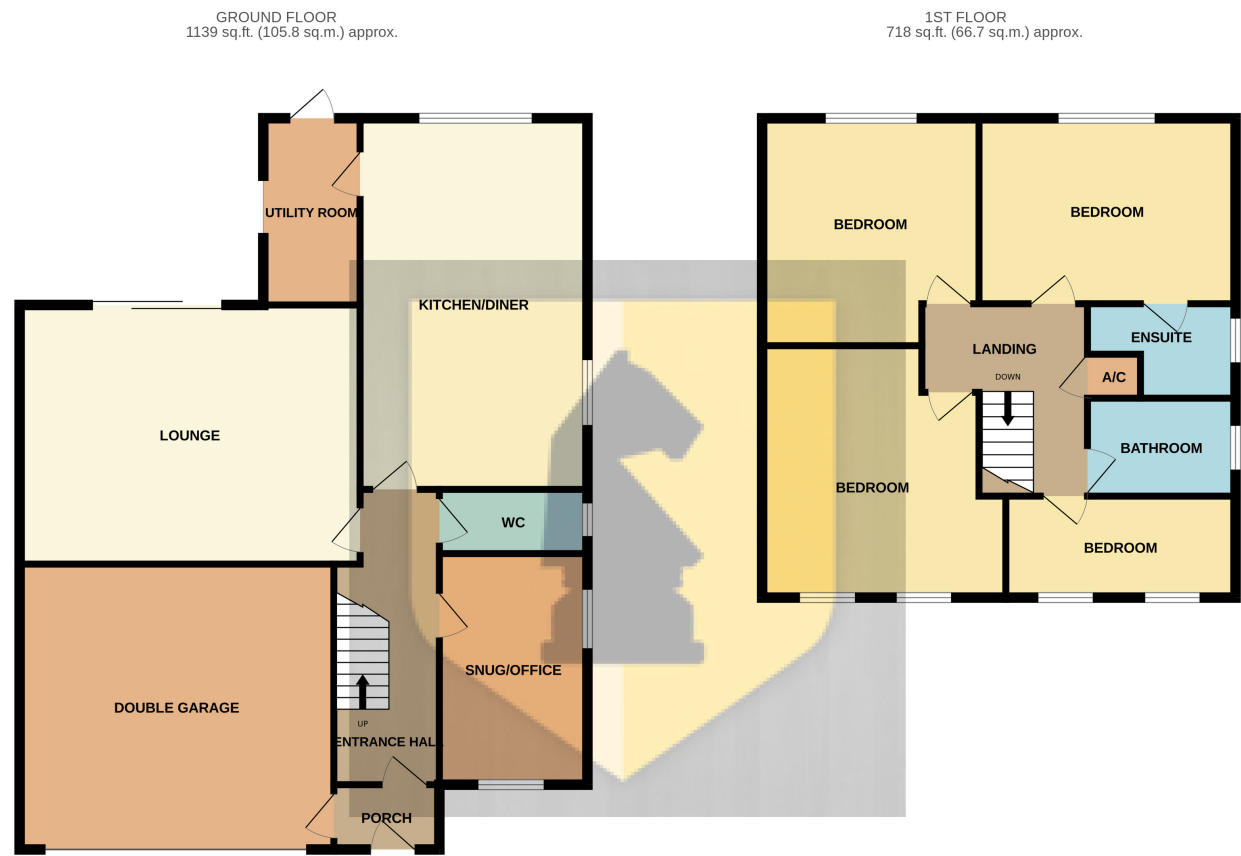 GROUND FLOOR
1139 sq.ft. (105.8 sq.m.) approx.
1ST FLOOR
718 sq.ft. (66.7 sq.m.) approx.
UTILITY ROOM
KITCHEN/DINER
LOUNGE
WC
SNUG/OFFICE
DOUBLE GARAGE
UP
ENTRANCE HALL
PORCH
BEDROOM
BEDROOM
LANDING
DOWN
ENSUITE
A/C
BATHROOM
BEDROOM
BEDROOM